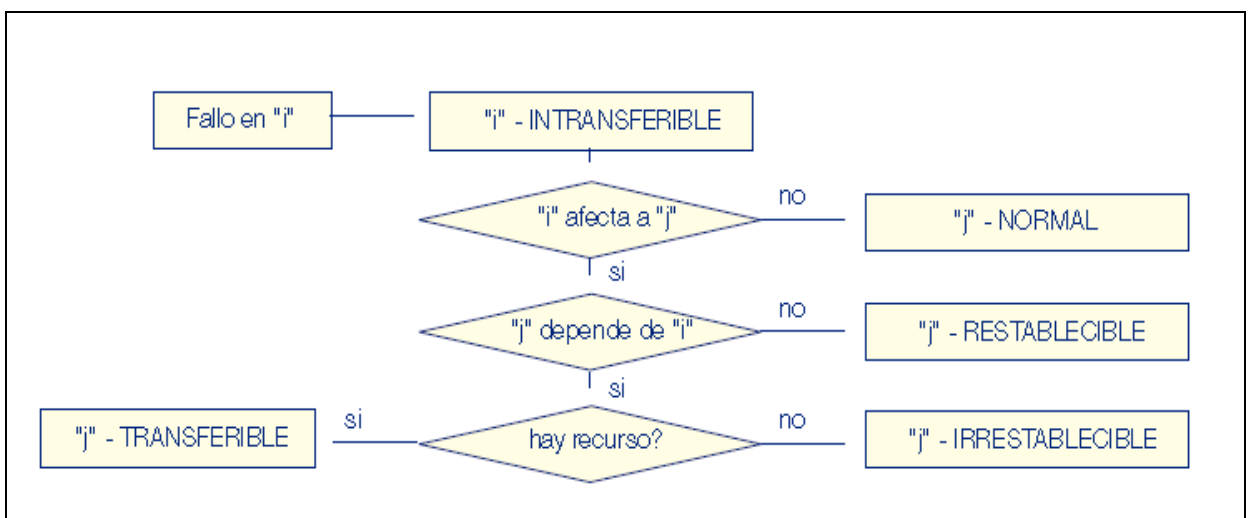 Fallo en "i"
"i" - INTRANSFERIBLE
"i" afecta a "j"
no
"j" - NORMAL
si
"j" depende de "i"
no
"j" - RESTABLECIBLE
si
"j" - TRANSFERIBLE
si
hay recurso?
no
"j" - IRRESTABLECIBLE